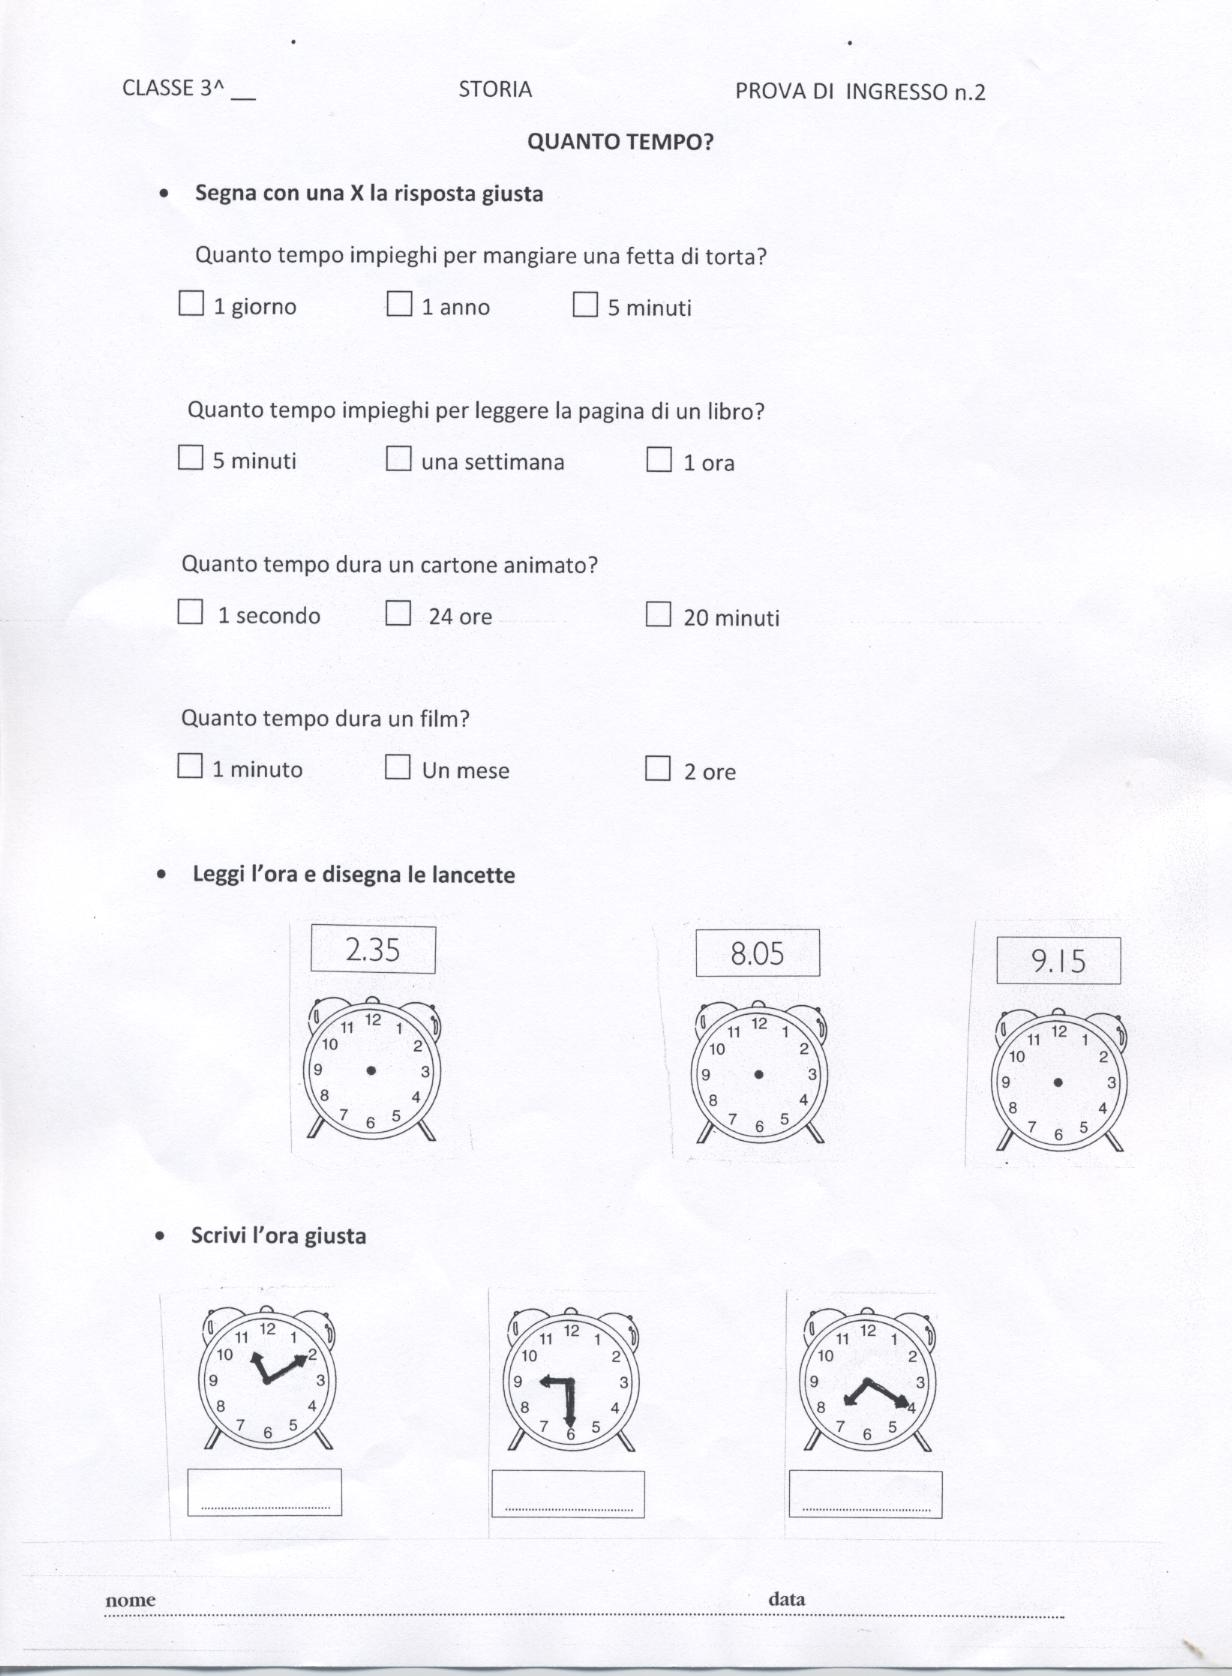 CLASSE 3^ __ STORIA PROVA DI INGRESSO n.2
QUANTO TEMPO?
• Segna con una X la risposta giusta
Quanto tempo impieghi per mangiare una fetta di torta?
1 giorno 1 anno 5 minuti
Quanto tempo impieghi per leggere la pagina di un libro?
5 minuti una settimana 1 ora
Quanto tempo dura un cartone animato?
1 secondo 24 ore 20 minuti
Quanto tempo dura un film?
1 minuto Un mese 2 ore
• Leggi l'ora e disegna le lancette
2.35 8.05 9.15
12 1 2 3 4 5 6 7 8 9 10 11
12 1 2 3 4 5 6 7 8 9 10 11
12 1 2 3 4 5 6 7 8 9 10 11
• Scrivi l'ora giusta
12 1 2 3 4 5 6 7 8 9 10 11
12 1 2 3 4 5 6 7 8 9 10 11
12 1 2 3 4 5 6 7 8 9 10 11
nome data